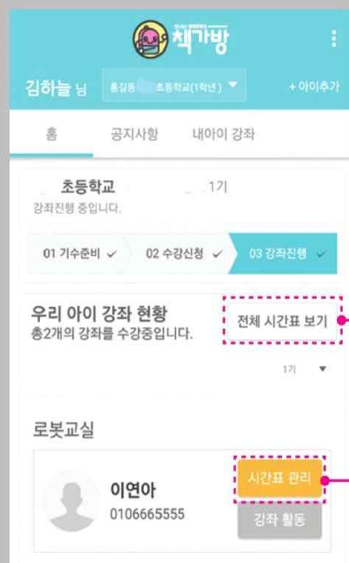 책가방
김하늘 님 홍길동 초등학교(1학년) ▼ + 아이추가
홈 공지사항 내아이 강좌
초등학교 1기
강좌진행 중입니다.
01 기수준비 ✓ 02 수강신청 ✓ 03 강좌진행 ✓
우리 아이 강좌 현황 전체 시간표 보기
총2개의 강좌를 수강중입니다.
1기 ▼
로봇교실
이연아 시간표 관리
0106665555 강좌 활동